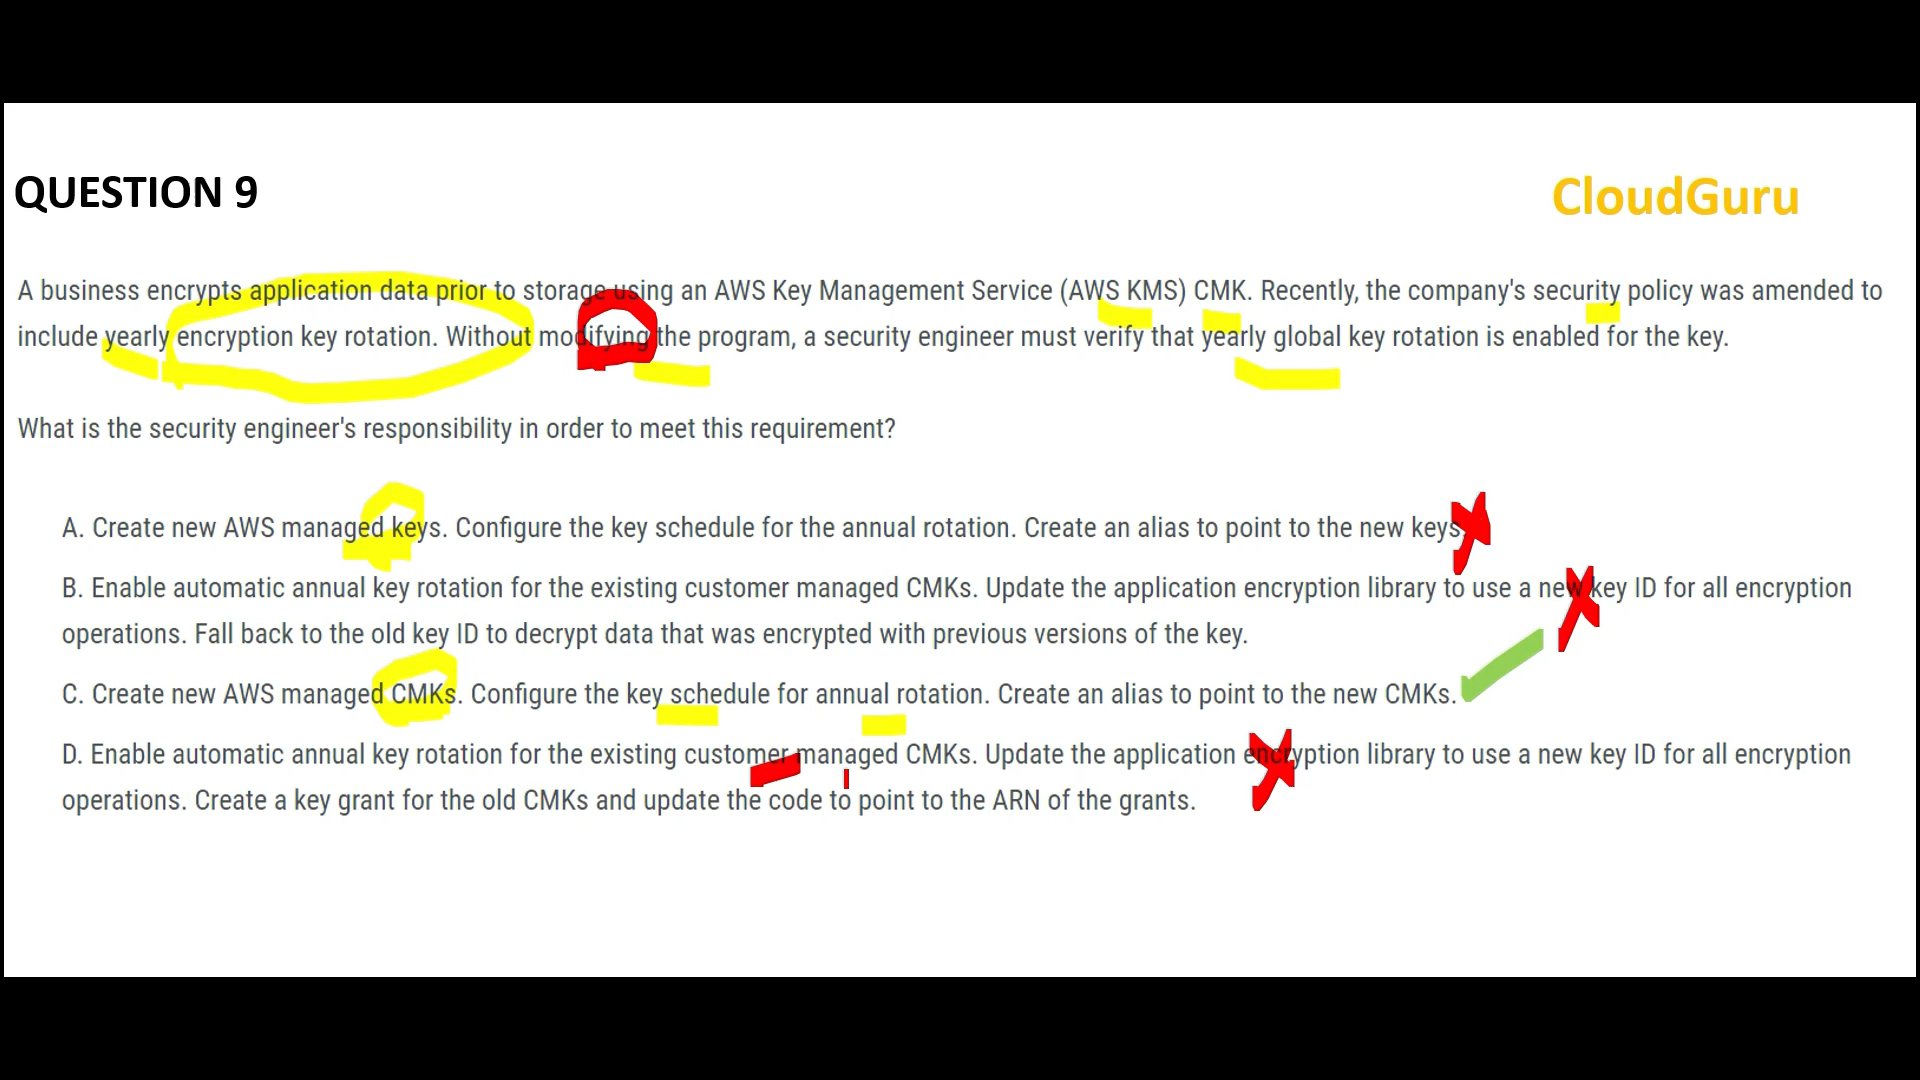 QUESTION 9
CloudGuru
A business encrypts application data prior to storage using an AWS Key Management Service (AWS KMS) CMK. Recently, the company's security policy was amended to
include yearly encryption key rotation. Without modifying the program, a security engineer must verify that yearly global key rotation is enabled for the key.
What is the security engineer's responsibility in order to meet this requirement?
A. Create new AWS managed keys. Configure the key schedule for the annual rotation. Create an alias to point to the new keys.
B. Enable automatic annual key rotation for the existing customer managed CMKs. Update the application encryption library to use a new key ID for all encryption
operations. Fall back to the old key ID to decrypt data that was encrypted with previous versions of the key.
C. Create new AWS managed CMKs. Configure the key schedule for annual rotation. Create an alias to point to the new CMKs.
D. Enable automatic annual key rotation for the existing customer managed CMKs. Update the application encryption library to use a new key ID for all encryption
operations. Create a key grant for the old CMKs and update the code to point to the ARN of the grants.